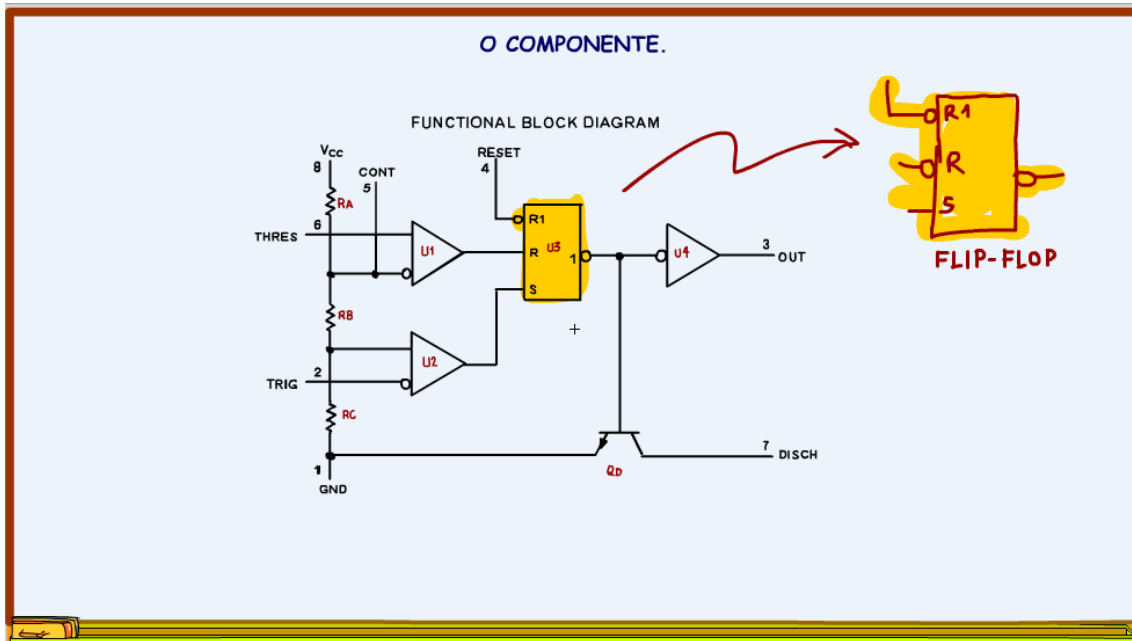 O COMPONENTE.
FUNCTIONAL BLOCK DIAGRAM
VCC
8
CONT
5
RESET
4
RA
6
THRES
U1
R1
R
U3
1
S
U4
3
OUT
RB
U2
2
TRIG
RC
1
GND
QD
7
DISCH
R1
R
S
FLIP-FLOP